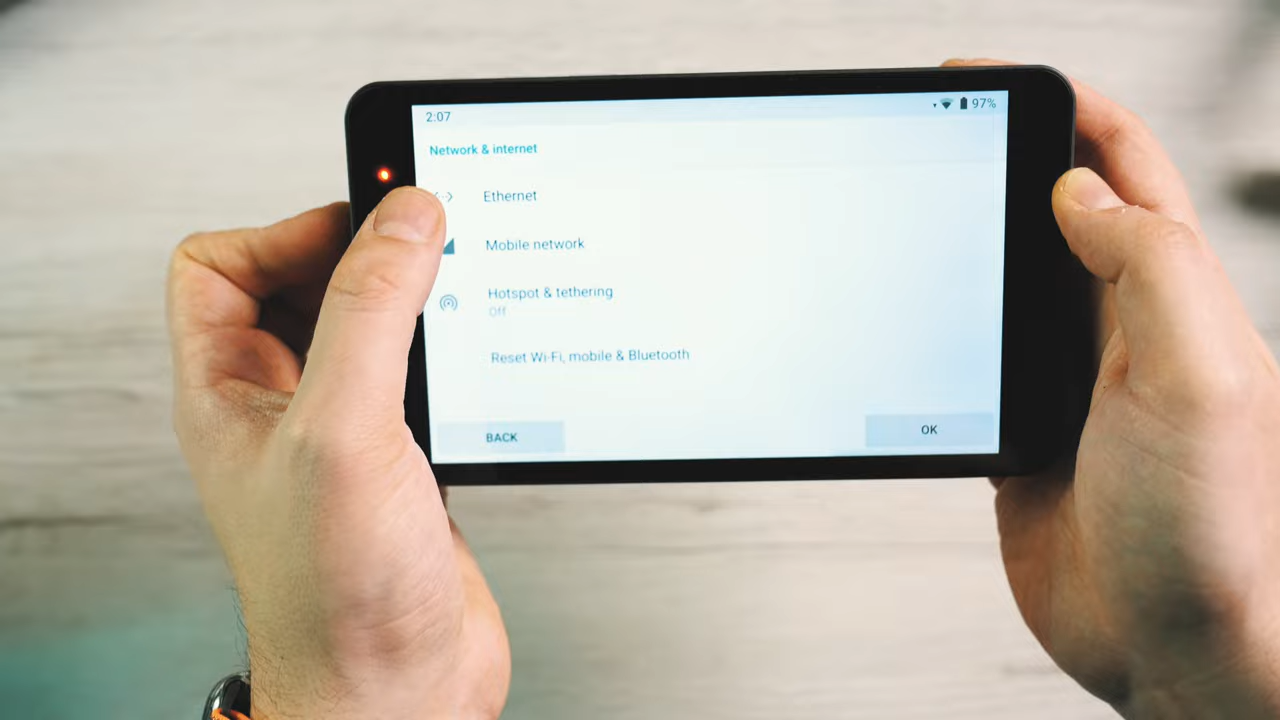 2:07
97%
Network & internet
Ethernet
Mobile network
Hotspot & tethering
Off
Reset Wi-Fi, mobile & Bluetooth
BACK
OK